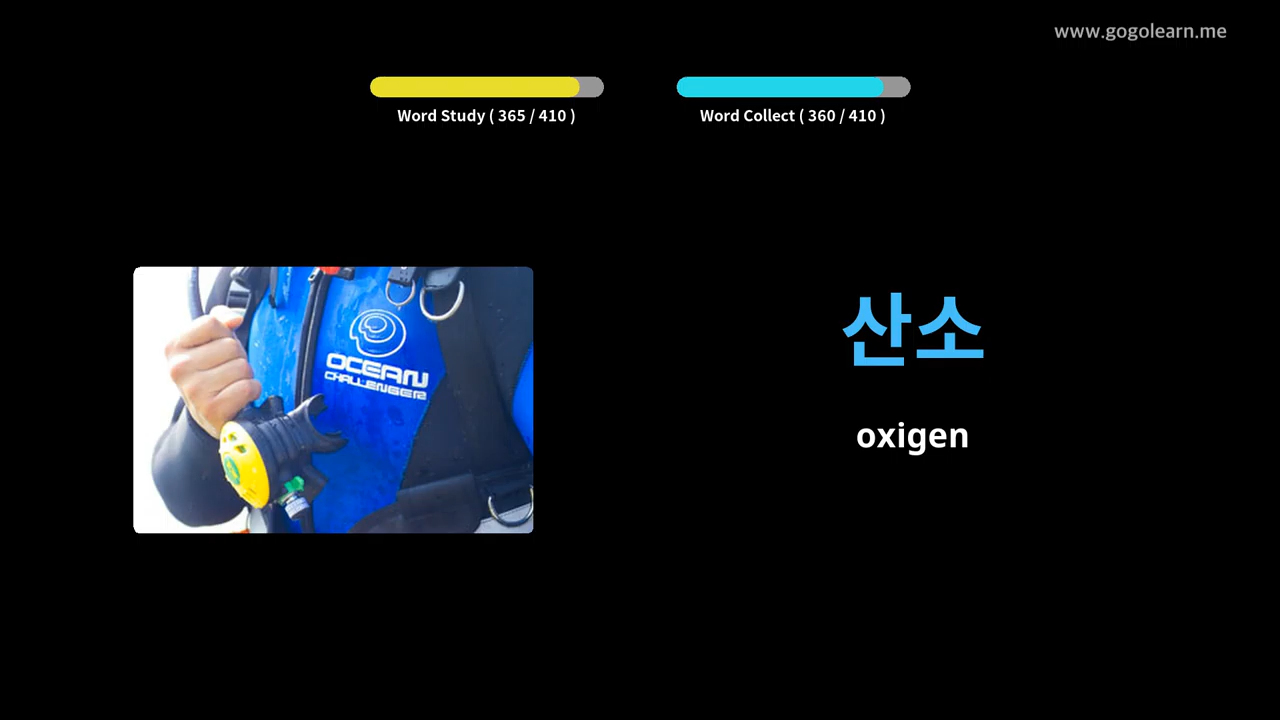 www.gogolearn.me
Word Study ( 365 / 410 )
Word Collect ( 360 / 410 )
OCEAN
CHALLENGER
산소
oxigen